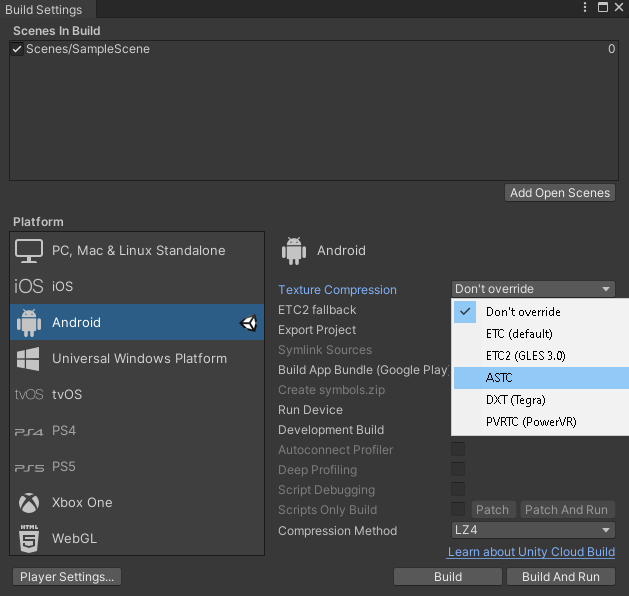 Build Settings
Scenes In Build
Scenes/SampleScene 0
Add Open Scenes
Platform
PC, Mac & Linux Standalone
iOS iOS
Android
Universal Windows Platform
tvOS tvOS
PS4 PS4
PS5 PS5
Xbox One
HTML 5 WebGL
Player Settings...
Android
Texture Compression Don't override
ETC2 fallback
Export Project
Symlink Sources
Build App Bundle (Google Play
Create symbols.zip
Run Device
Development Build
Autoconnect Profiler
Deep Profiling
Script Debugging
Scripts Only Build Patch Patch And Run
Compression Method LZ4
Don't override
ETC (default)
ETC2 (GLES 3.0)
ASTC
DXT (Tegra)
PVRTC (PowerVR)
Learn about Unity Cloud Build
Build Build And Run